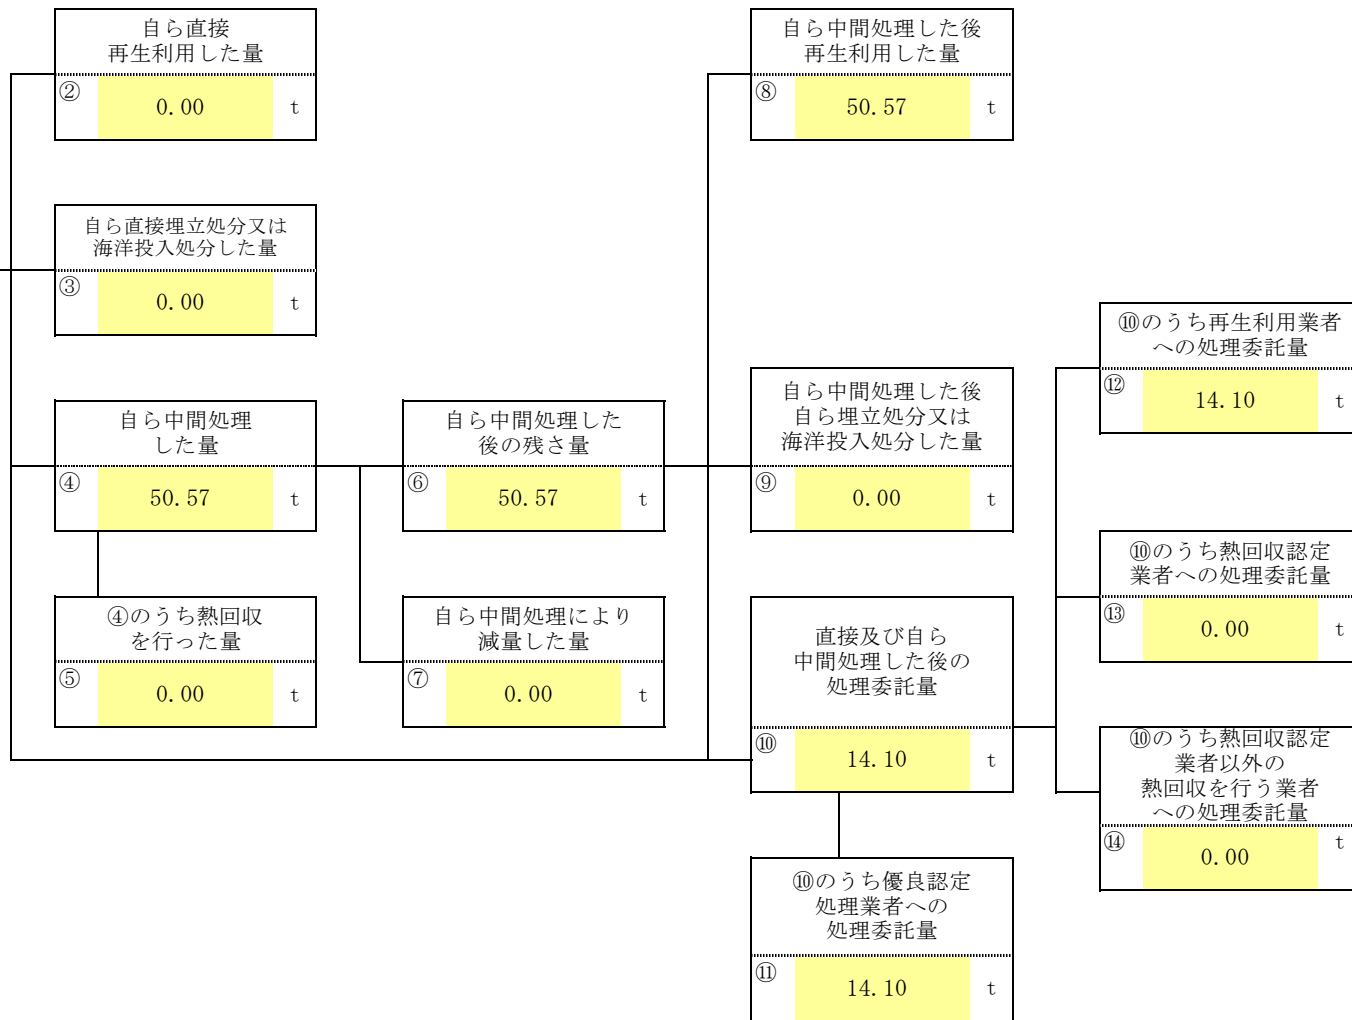 自ら直接
再生利用した量
② 0.00 t
自ら中間処理した後
再生利用した量
⑧ 50.57 t
自ら直接埋立処分又は
海洋投入処分した量
③ 0.00 t
⑩のうち再生利用業者
への処理委託量
⑫ 14.10 t
自ら中間処理
した量
④ 50.57 t
自ら中間処理した
後の残さ量
⑥ 50.57 t
自ら中間処理した後
自ら埋立処分又は
海洋投入処分した量
⑨ 0.00 t
⑩のうち熱回収認定
業者への処理委託量
⑬ 0.00 t
④のうち熱回収
を行った量
⑤ 0.00 t
自ら中間処理により
減量した量
⑦ 0.00 t
直接及び自ら
中間処理した後の
処理委託量
⑩ 14.10 t
⑩のうち熱回収認定
業者以外の
熱回収を行う業者
への処理委託量
⑭ 0.00 t
⑩のうち優良認定
処理業者への
処理委託量
⑪ 14.10 t